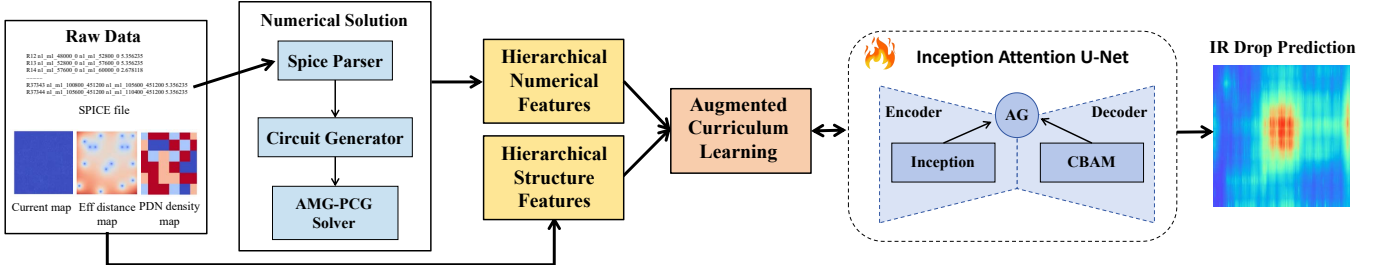 Raw Data
R12 n1_m1_48000_0 n1_m1_52800_0 5.356235
R13 n1_m1_52800_0 n1_m1_57600_0 5.356235
R14 n1_m1_57600_0 n1_m1_60000_0 2.678118
.........
R37343 n1_m1_100800_451200 n1_m1_105600_451200 5.356235
R37344 n1_m1_105600_451200 n1_m1_110400_451200 5.356235
SPICE file
Current map
Eff distance
map
PDN density
map
Numerical Solution
Spice Parser
Circuit Generator
AMG-PCG
Solver
Hierarchical
Numerical
Features
Hierarchical
Structure
Features
Augmented
Curriculum
Learning
Inception Attention U-Net
Encoder
AG
Decoder
Inception
CBAM
IR Drop Prediction